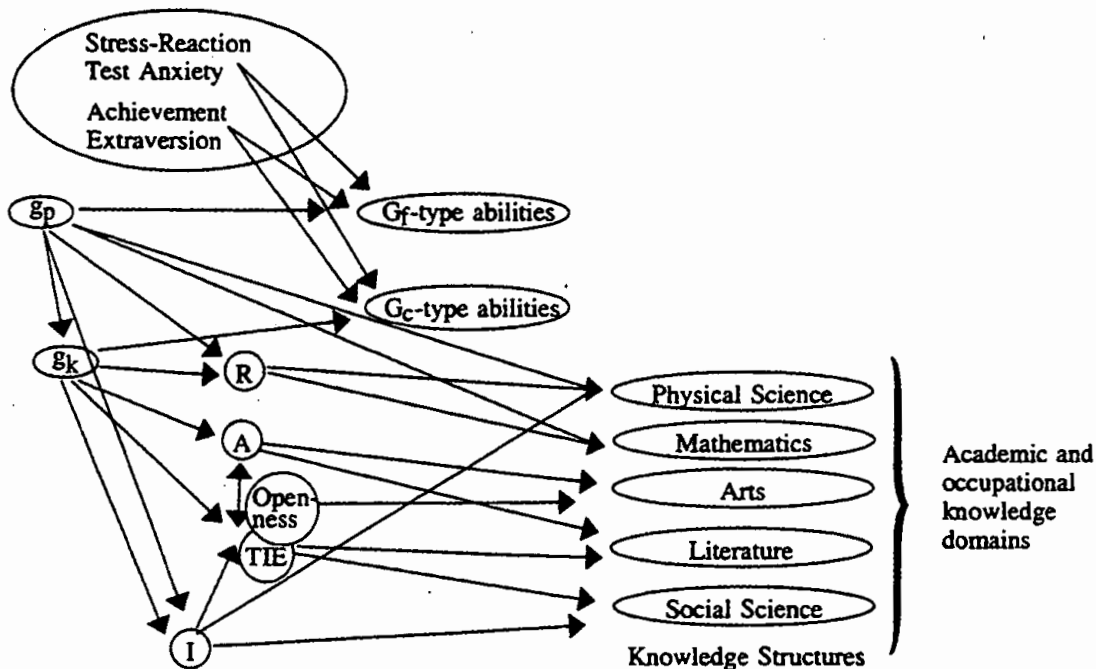 Stress-Reaction
Test Anxiety
Achievement
Extraversion
gp
Gf-type abilities
Gc-type abilities
gk
R
Physical Science
A
Mathematics
Open-
ness
Arts
TIE
Literature
I
Social Science
Knowledge Structures
Academic and
occupational
knowledge
domains